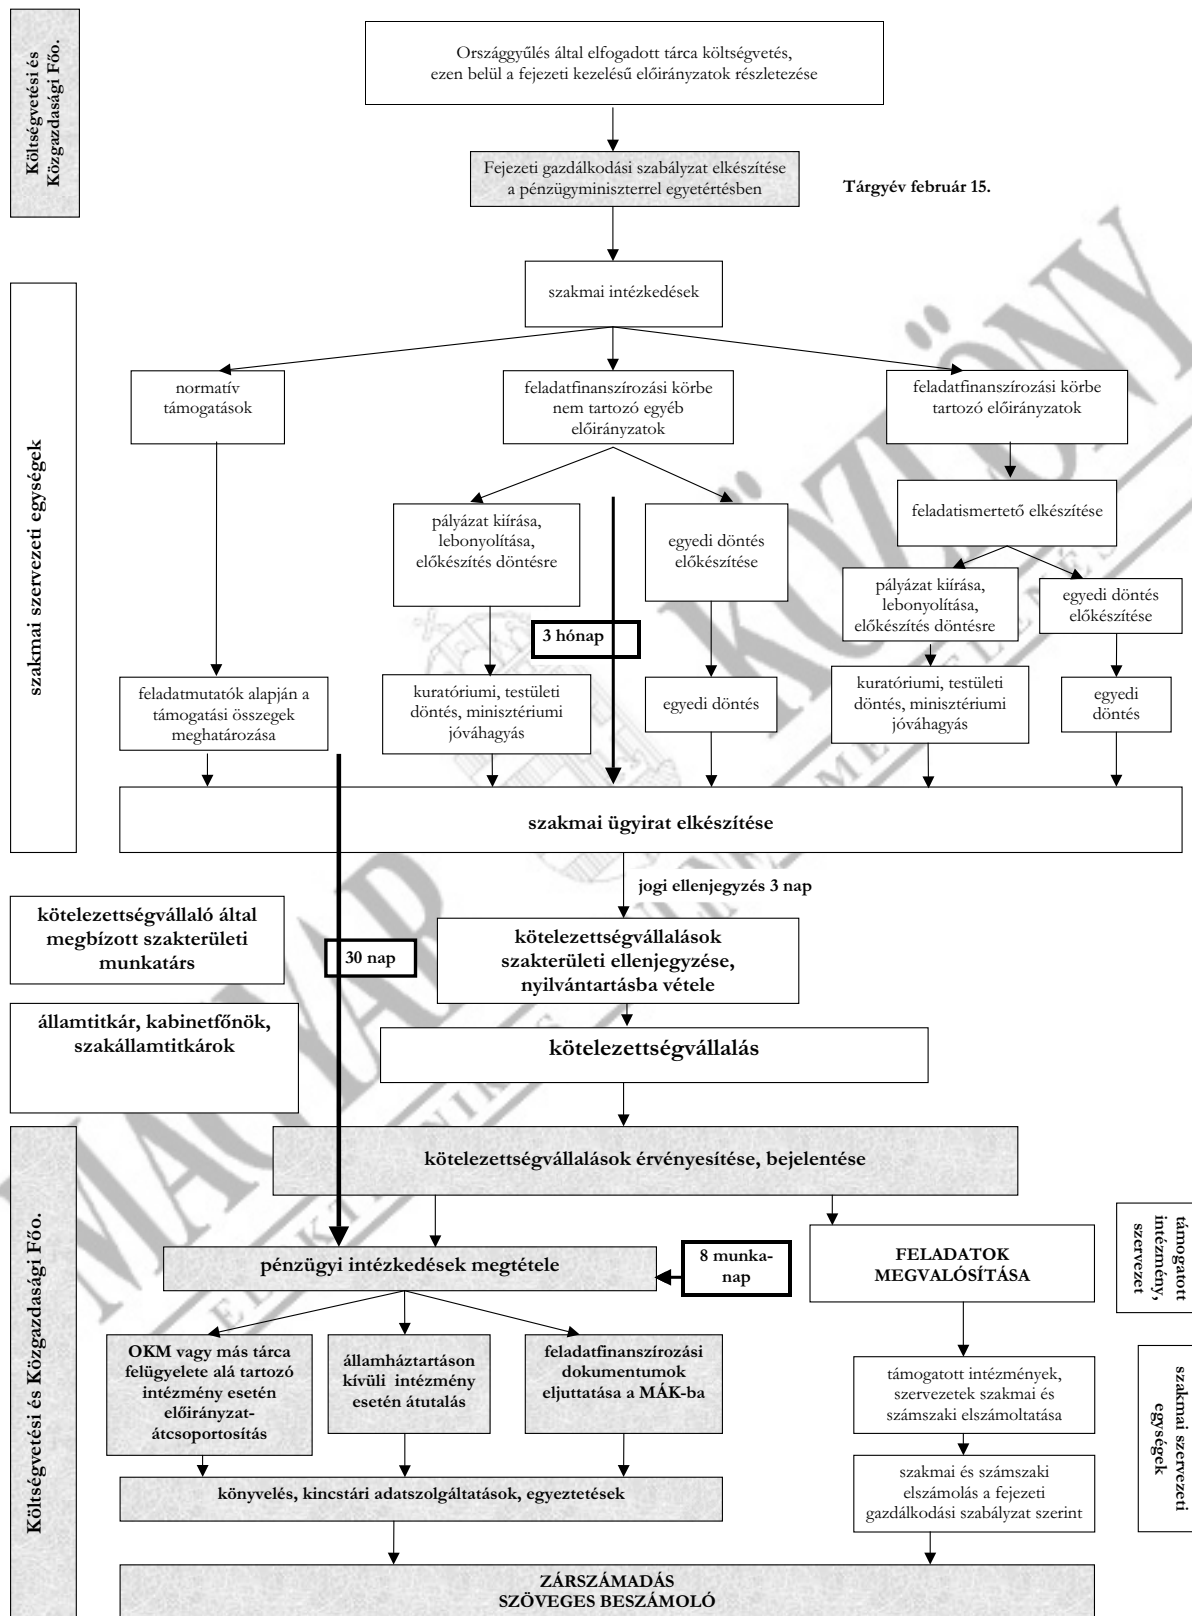 Költségvetési és
Közgazdasági Főo.
Országgyűlés által elfogadott tárca költségvetés,
ezen belül a fejezeti kezelésű előirányzatok részletezése
Fejezeti gazdálkodási szabályzat elkészítése
a pénzügyminiszterrel egyetértésben
Tárgyév február 15.
szakmai szervezeti egységek
szakmai intézkedések
normatív
támogatások
feladatfinanszírozási körbe
nem tartozó egyéb
előirányzatok
feladatfinanszírozási körbe
tartozó előirányzatok
feladatismertető elkészítése
pályázat kiírása,
lebonyolítása,
előkészítés döntésre
egyedi döntés
előkészítése
pályázat kiírása,
lebonyolítása,
előkészítés döntésre
egyedi döntés
előkészítése
3 hónap
feladatmutatók alapján a
támogatási összegek
meghatározása
kuratóriumi, testületi
döntés, minisztériumi
jóváhagyás
egyedi döntés
kuratóriumi, testületi
döntés, minisztériumi
jóváhagyás
egyedi
döntés
szakmai ügyirat elkészítése
jogi ellenjegyzés 3 nap
kötelezettségvállaló által
megbízott szakterületi
munkatárs
30 nap
kötelezettségvállalások
szakterületi ellenjegyzése,
nyilvántartásba vétele
államtitkár, kabinetfőnök,
szakállamtitkárok
kötelezettségvállalás
Költségvetési és Közgazdasági Főo.
kötelezettségvállalások érvényesítése, bejelentése
pénzügyi intézkedések megtétele
8 munka-
nap
FELADATOK
MEGVALÓSÍTÁSA
támogatott
intézmény,
szervezet
OKM vagy más tárca
felügyelete alá tartozó
intézmény esetén
előirányzat-
átcsoportosítás
államháztartáson
kívüli intézmény
esetén átutalás
feladatfinanszírozási
dokumentumok
eljuttatása a MÁK-ba
támogatott intézmények,
szervezetek szakmai és
számszaki elszámoltatása
szakmai szervezeti
egységek
könyvelés, kincstári adatszolgáltatások, egyeztetések
szakmai és számszaki
elszámolás a fejezeti
gazdálkodási szabályzat szerint
ZÁRSZÁMADÁS
SZÖVEGES BESZÁMOLÓ
MAGYAR KÖZLÖNY